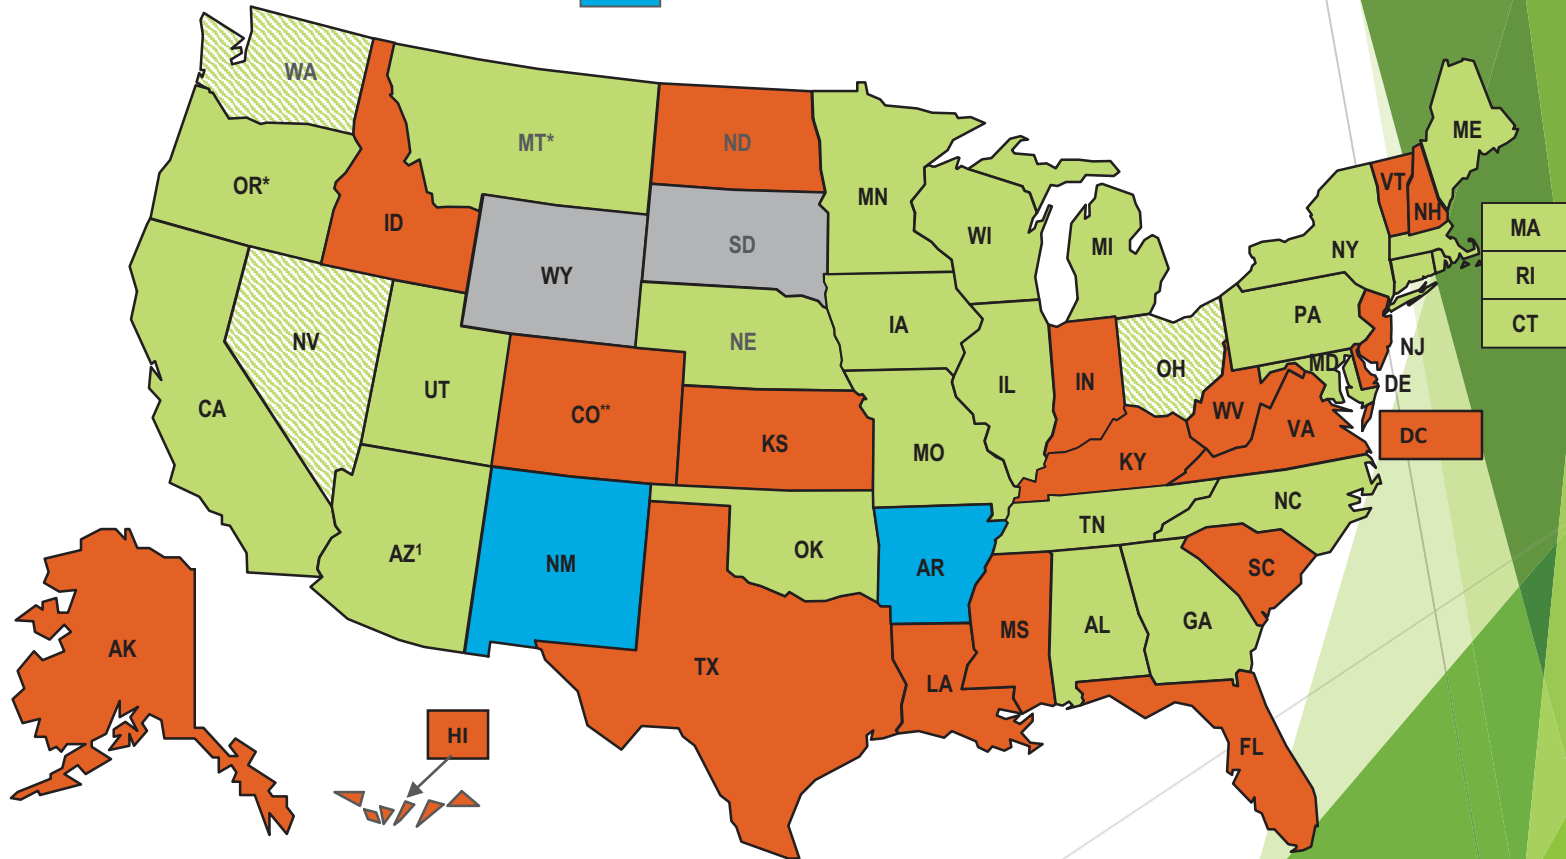 WA
MT*
ND
ME
OR*
ID
MN
VT
NH
MA
WI
MI
NY
SD
WY
RI
NV
NE
IA
PA
CT
NJ
OH
MD
DE
UT
CA
CO**
IL
IN
WV
VA
DC
KS
MO
KY
NC
TN
AZ¹
NM
OK
AR
SC
AK
TX
MS
AL
GA
LA
HI
FL